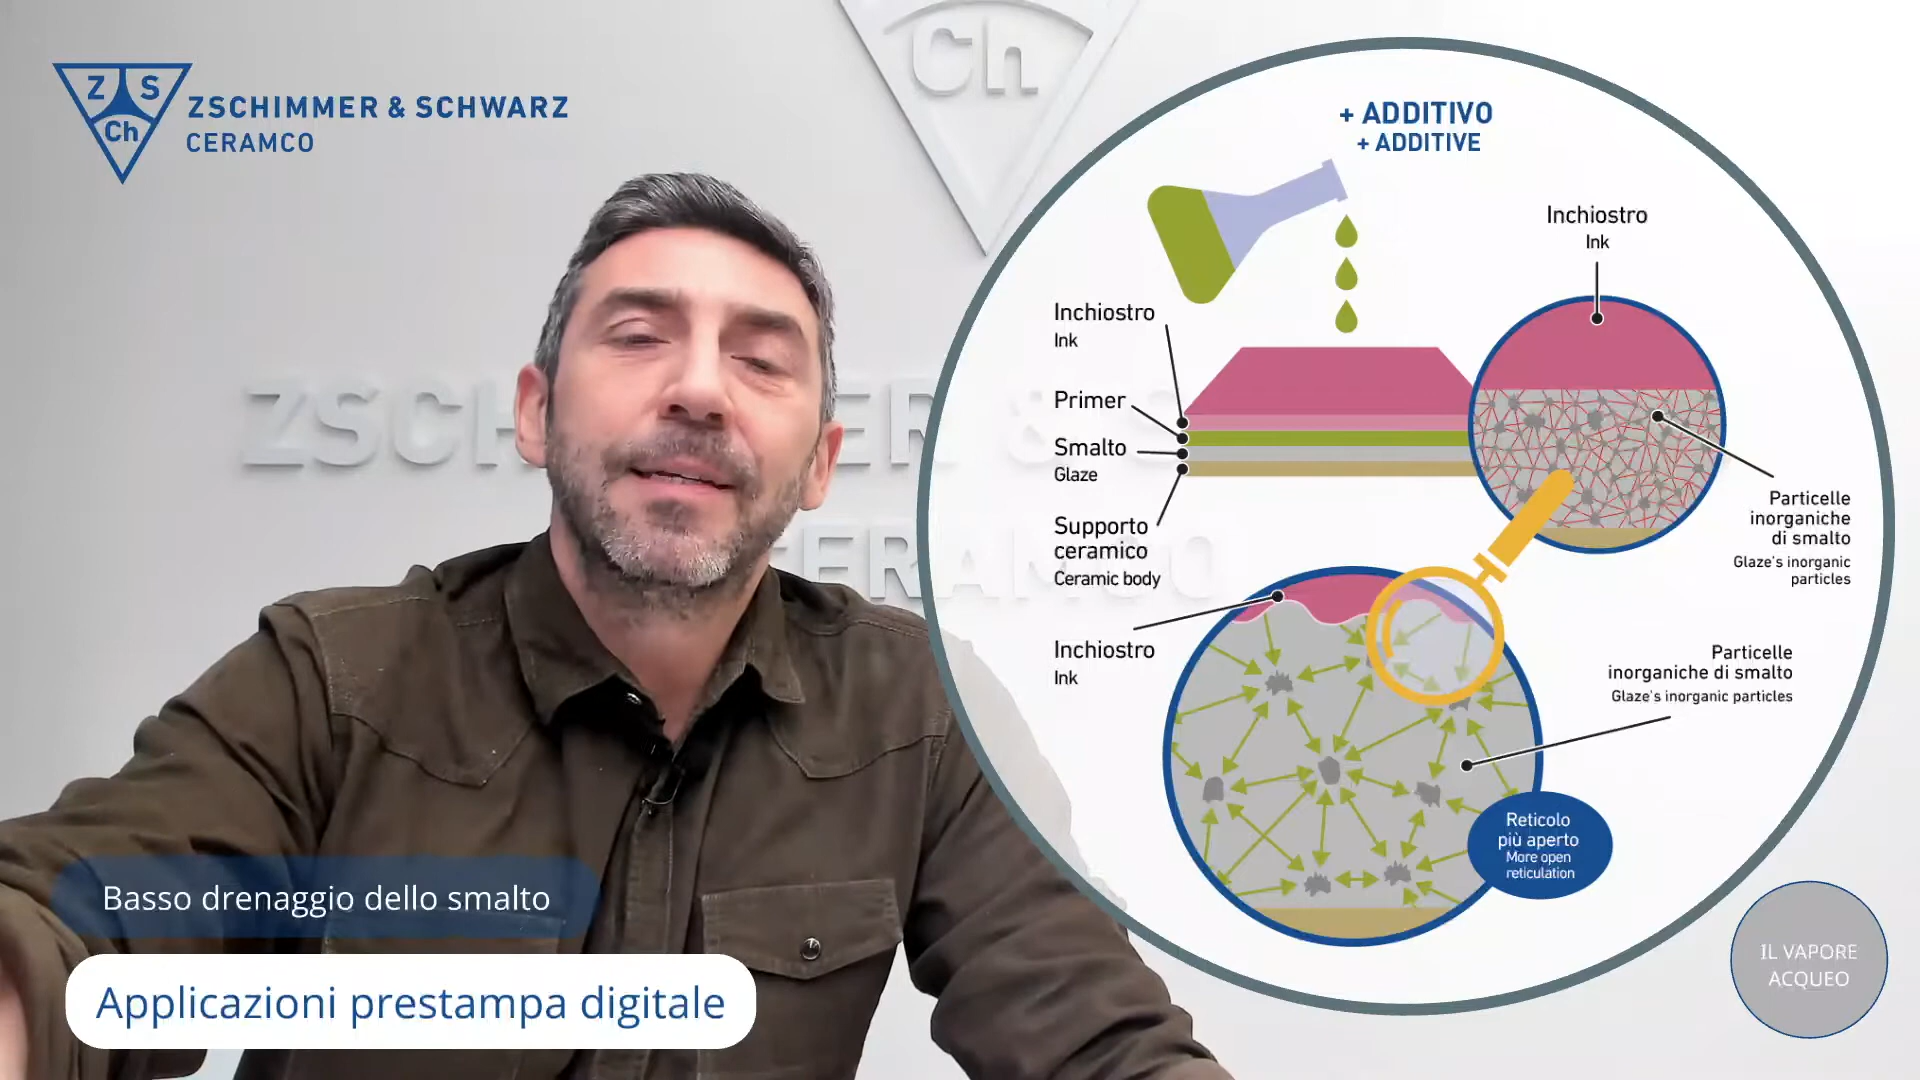 Z S
Ch
ZSCHIMMER & SCHWARZ
CERAMCO
Ch
+ ADDITIVO
+ ADDITIVE
Inchiostro
Ink
Inchiostro
Ink
Primer
Smalto
Glaze
Supporto
ceramico
Ceramic body
Particelle
inorganiche
di smalto
Glaze's inorganic
particles
Inchiostro
Ink
Particelle
inorganiche di smalto
Glaze's inorganic particles
Reticolo
più aperto
More open
reticulation
Basso drenaggio dello smalto
Applicazioni prestampa digitale
IL VAPORE
ACQUEO